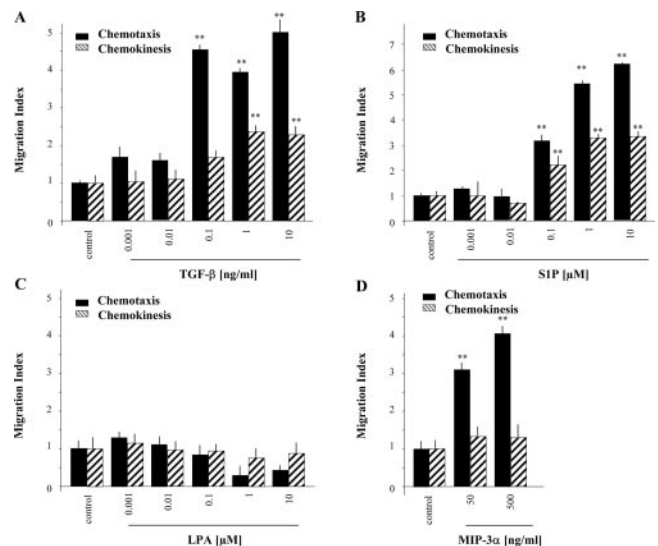 A
Chemotaxis
Chemokinesis
Migration Index
5
4
3
2
1
0
**
**
**
**
**
control
0.001
0.01
0.1
1
10
TGF-β [ng/ml]
B
Chemotaxis
Chemokinesis
Migration Index
7
6
5
4
3
2
1
0
**
**
**
**
**
**
control
0.001
0.01
0.1
1
10
S1P [μM]
C
Chemotaxis
Chemokinesis
Migration Index
5
4
3
2
1
0
control
0.001
0.01
0.1
1
10
LPA [μM]
D
Chemotaxis
Chemokinesis
Migration Index
5
4
3
2
1
0
**
**
control
50
500
MIP-3α [ng/ml]